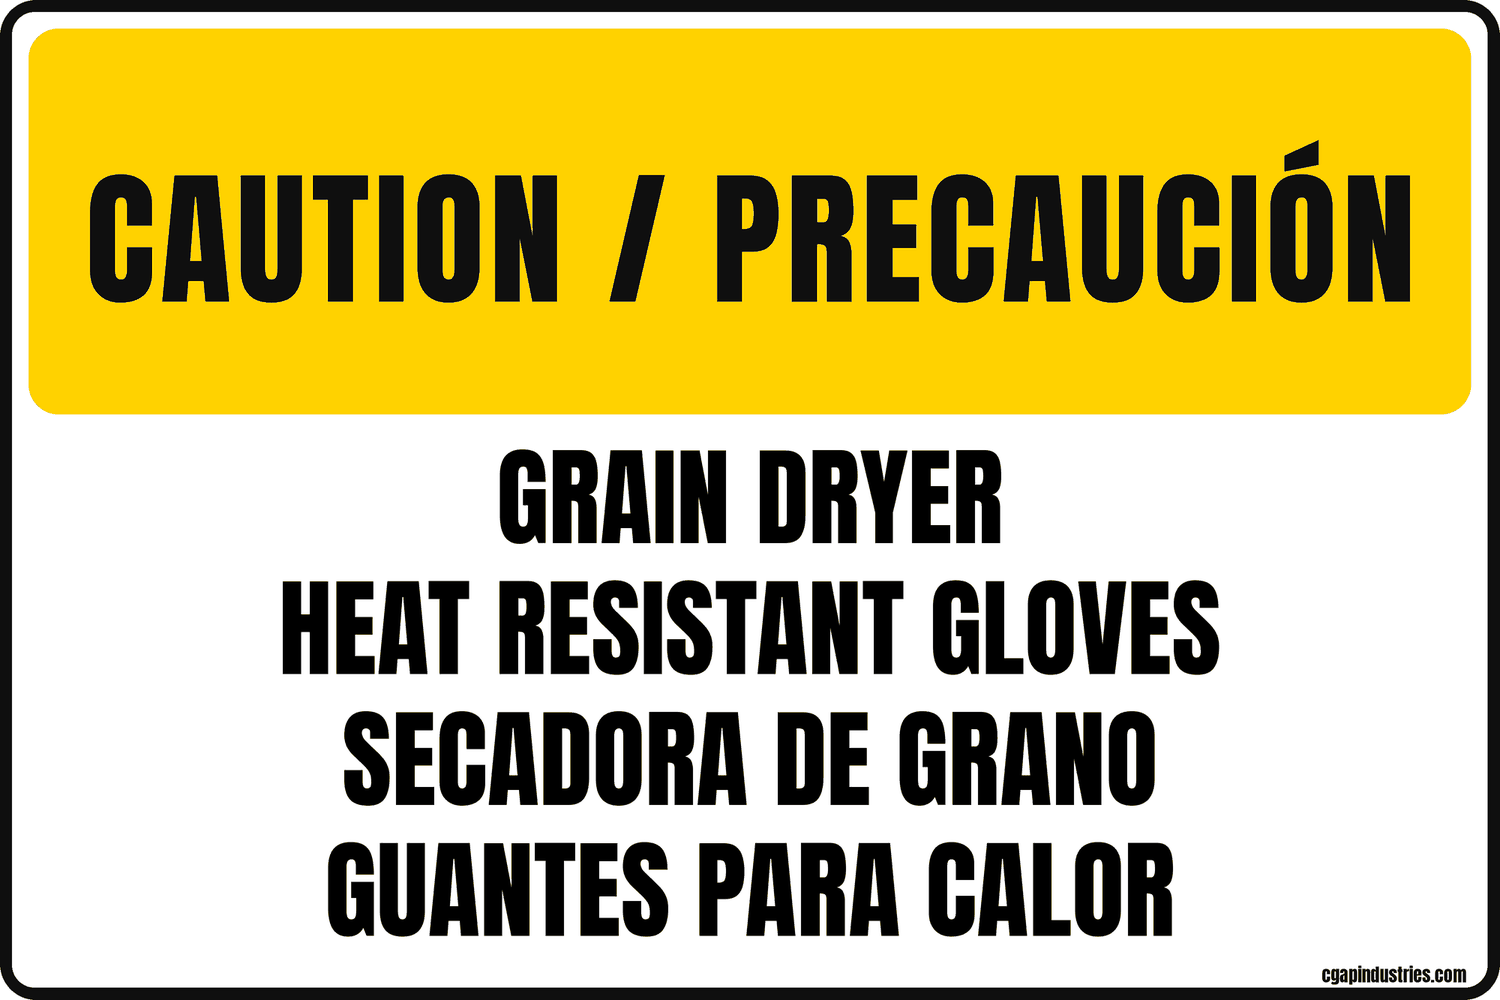 CAUTION / PRECAUCIÓN
GRAIN DRYER
HEAT RESISTANT GLOVES
SECADORA DE GRANO
GUANTES PARA CALOR
cgapindustries.com